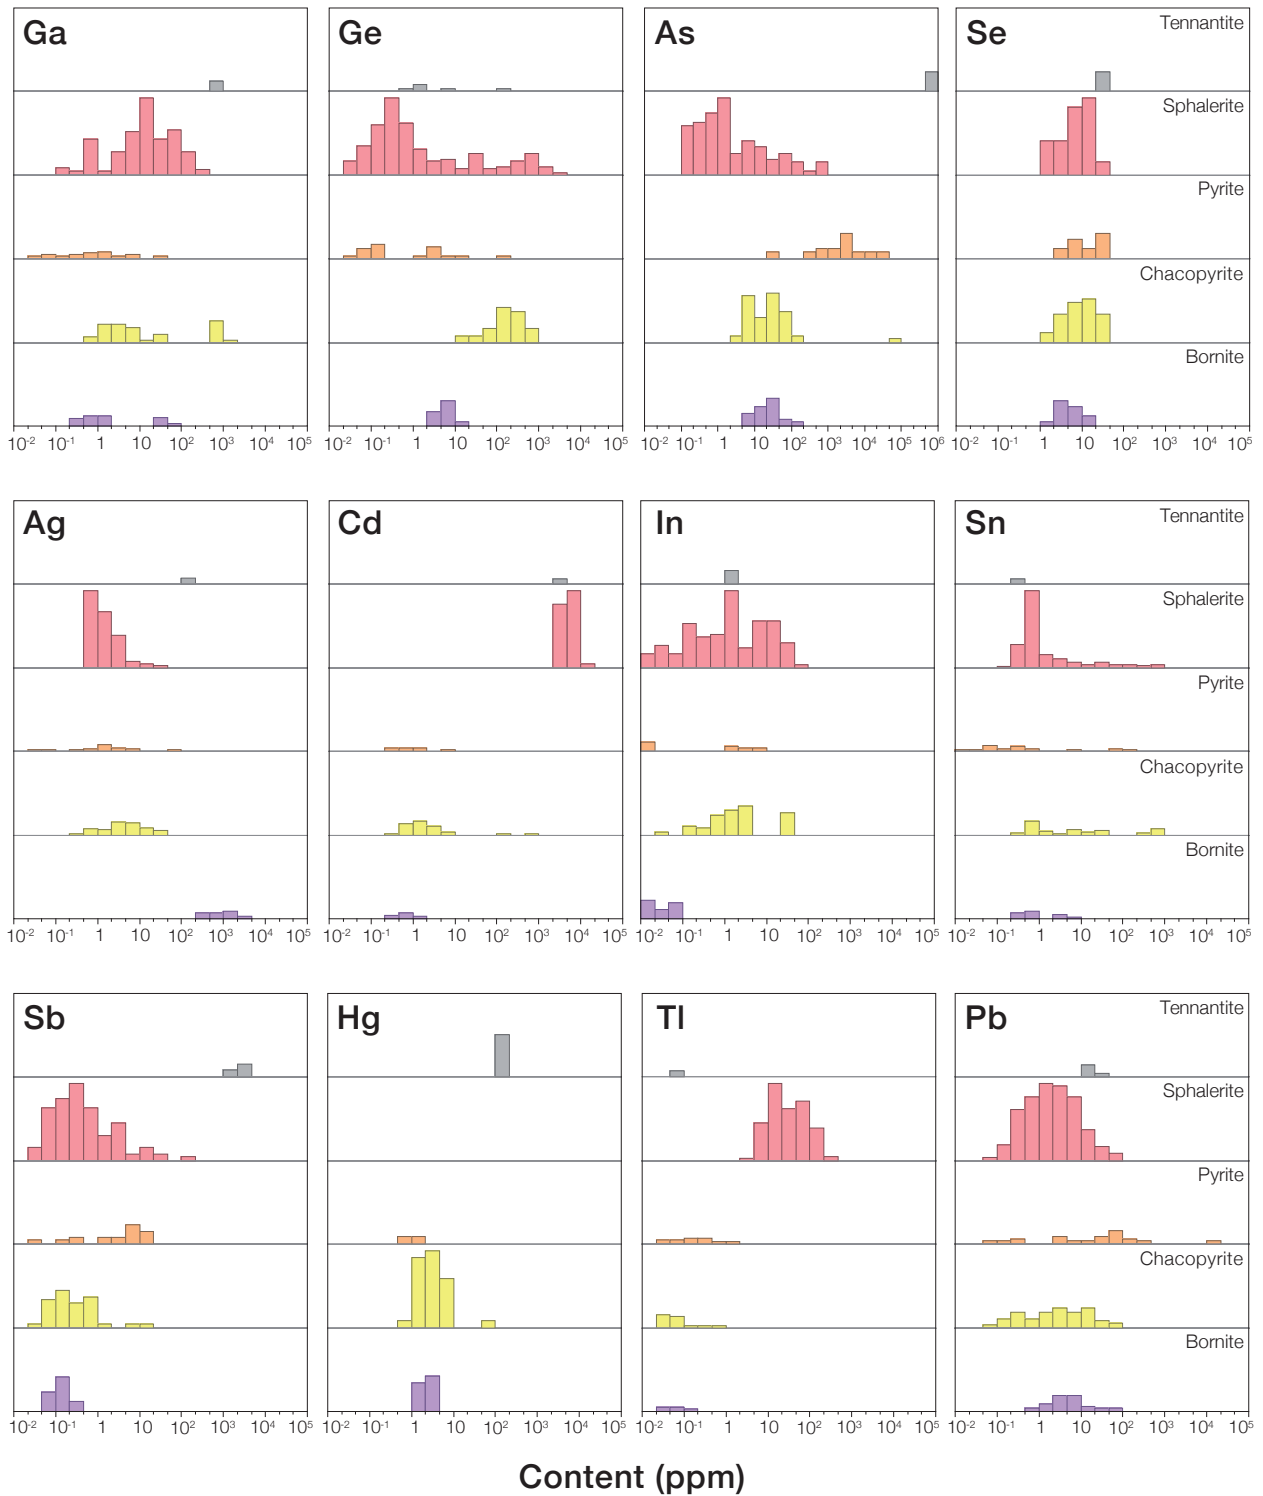 Ga Ge As Se Tennantite
Sphalerite
Pyrite
Chacopyrite
Bornite
10-2 10-1 1 10 10² 10³ 10⁴ 10⁵ 10-2 10-1 1 10 10² 10³ 10⁴ 10⁵ 10-2 10-1 1 10 10² 10³ 10⁴ 10⁵ 10⁶ 10-2 10-1 1 10 10² 10³ 10⁴ 10⁵
Ag Cd In Sn Tennantite
Sphalerite
Pyrite
Chacopyrite
Bornite
10-2 10-1 1 10 10² 10³ 10⁴ 10⁵ 10-2 10-1 1 10 10² 10³ 10⁴ 10⁵ 10-2 10-1 1 10 10² 10³ 10⁴ 10⁵ 10-2 10-1 1 10 10² 10³ 10⁴ 10⁵
Sb Hg Tl Pb Tennantite
Sphalerite
Pyrite
Chacopyrite
Bornite
10-2 10-1 1 10 10² 10³ 10⁴ 10⁵ 10-2 10-1 1 10 10² 10³ 10⁴ 10⁵ 10-2 10-1 1 10 10² 10³ 10⁴ 10⁵ 10-2 10-1 1 10 10² 10³ 10⁴ 10⁵
Content (ppm)